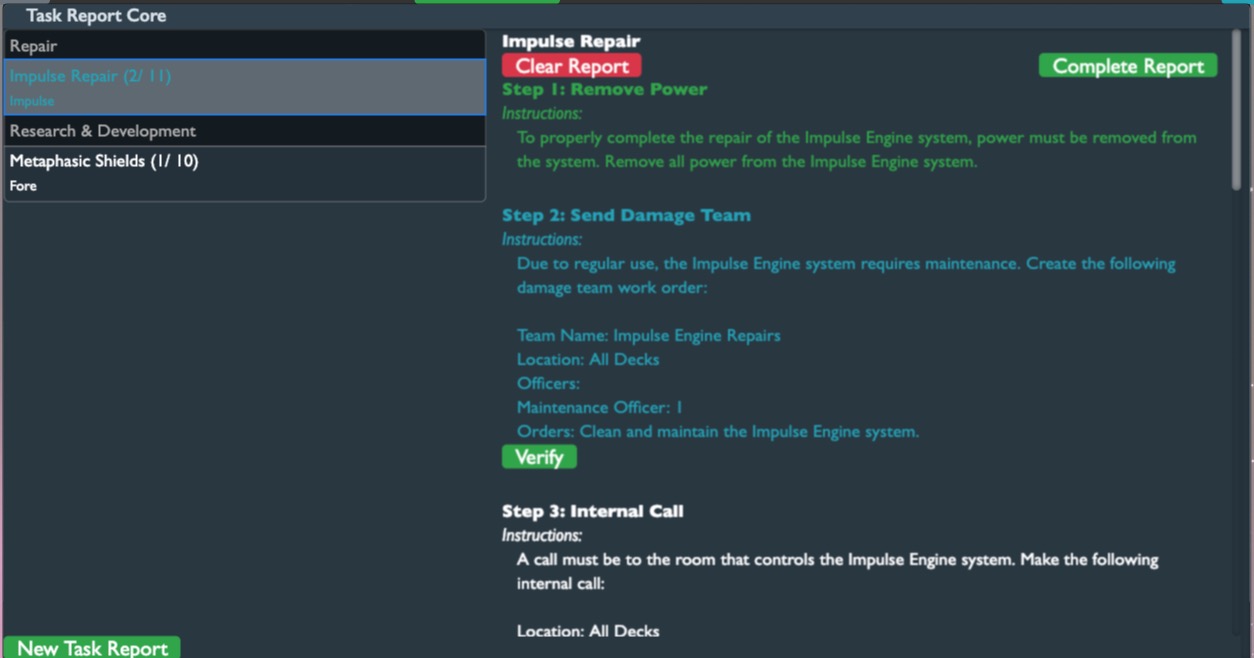 Task Report Core
Repair
Impulse Repair (2/ 11)
Impulse
Research & Development
Metaphasic Shields (1/ 10)
Fore
New Task Report
Impulse Repair
Clear Report
Complete Report
Step 1: Remove Power
Instructions:
To properly complete the repair of the Impulse Engine system, power must be removed from
the system. Remove all power from the Impulse Engine system.
Step 2: Send Damage Team
Instructions:
Due to regular use, the Impulse Engine system requires maintenance. Create the following
damage team work order:
Team Name: Impulse Engine Repairs
Location: All Decks
Officers:
Maintenance Officer: 1
Orders: Clean and maintain the Impulse Engine system.
Verify
Step 3: Internal Call
Instructions:
A call must be to the room that controls the Impulse Engine system. Make the following
internal call:
Location: All Decks